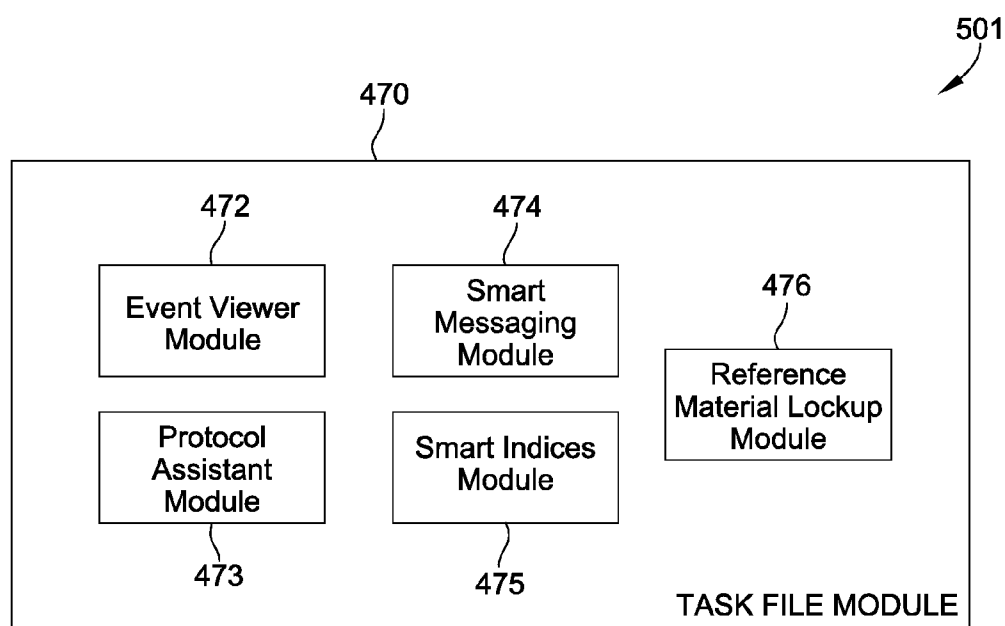 501
470
472
Event Viewer
Module
474
Smart
Messaging
Module
476
Reference
Material Lockup
Module
Protocol
Assistant
Module
473
Smart Indices
Module
475
TASK FILE MODULE